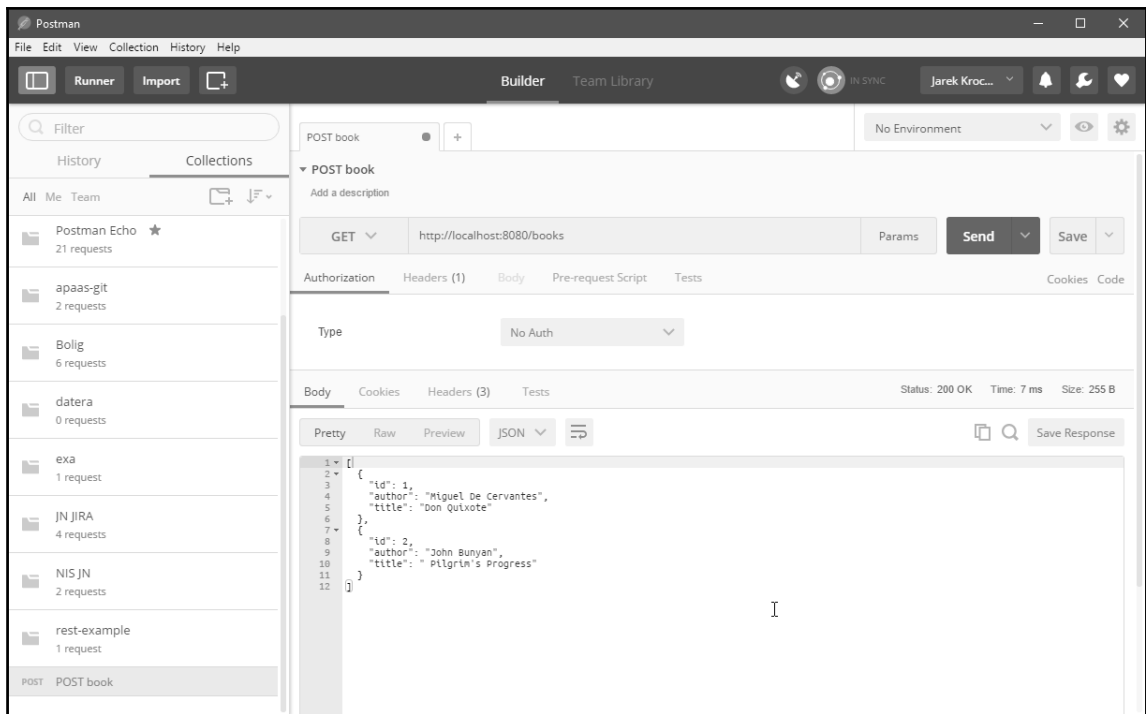 Postman
File Edit View Collection History Help
Runner Import Builder Team Library IN SYNC Jarek Kroc...
Filter
History Collections
All Me Team
Postman Echo
21 requests
apaas-git
2 requests
Bolig
6 requests
datera
0 requests
exa
1 request
JN JIRA
4 requests
NIS JN
2 requests
rest-example
1 request
POST POST book
POST book
No Environment
POST book
Add a description
GET http://localhost:8080/books Params Send Save
Authorization Headers (1) Body Pre-request Script Tests Cookies Code
Type No Auth
Body Cookies Headers (3) Tests Status: 200 OK Time: 7 ms Size: 255 B
Pretty Raw Preview JSON Save Response
1 [
2 {
3 "id": 1,
4 "author": "Miguel De Cervantes",
5 "title": "Don Quixote"
6 },
7 {
8 "id": 2,
9 "author": "John Bunyan",
10 "title": " Pilgrim's Progress"
11 }
12 ]